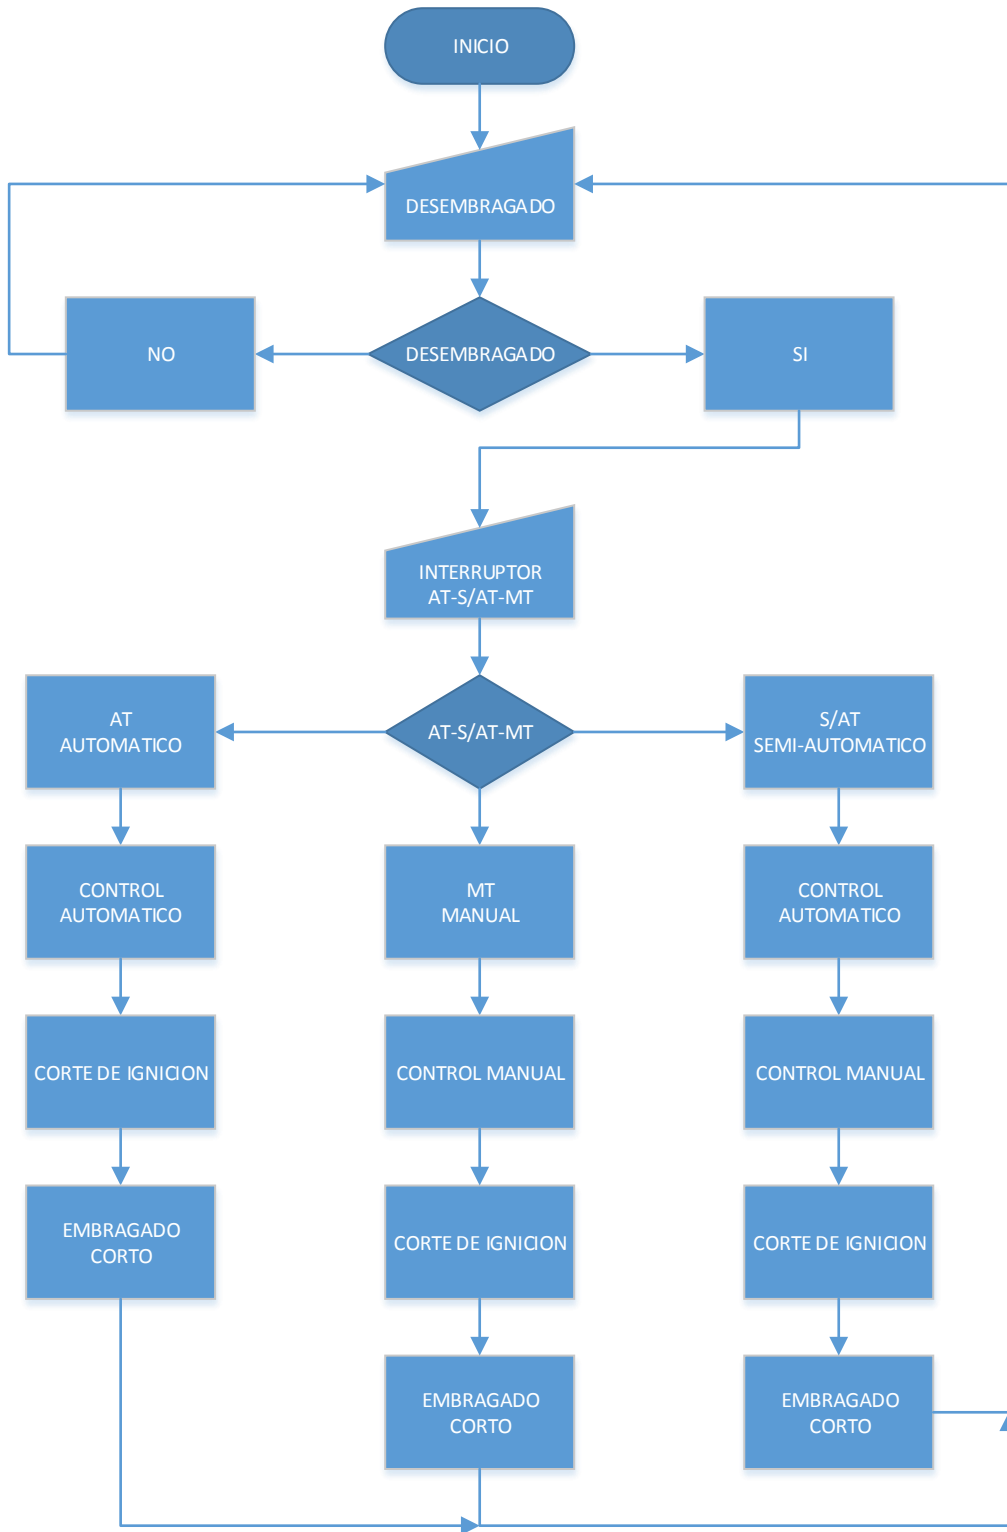 INICIO
DESEMBRAGADO
NO
DESEMBRAGADO
SI
INTERRUPTOR
AT-S/AT-MT
AT
AUTOMATICO
AT-S/AT-MT
S/AT
SEMI-AUTOMATICO
CONTROL
AUTOMATICO
MT
MANUAL
CONTROL
AUTOMATICO
CORTE DE IGNICION
CONTROL MANUAL
CONTROL MANUAL
EMBRAGADO
CORTO
CORTE DE IGNICION
CORTE DE IGNICION
EMBRAGADO
CORTO
EMBRAGADO
CORTO